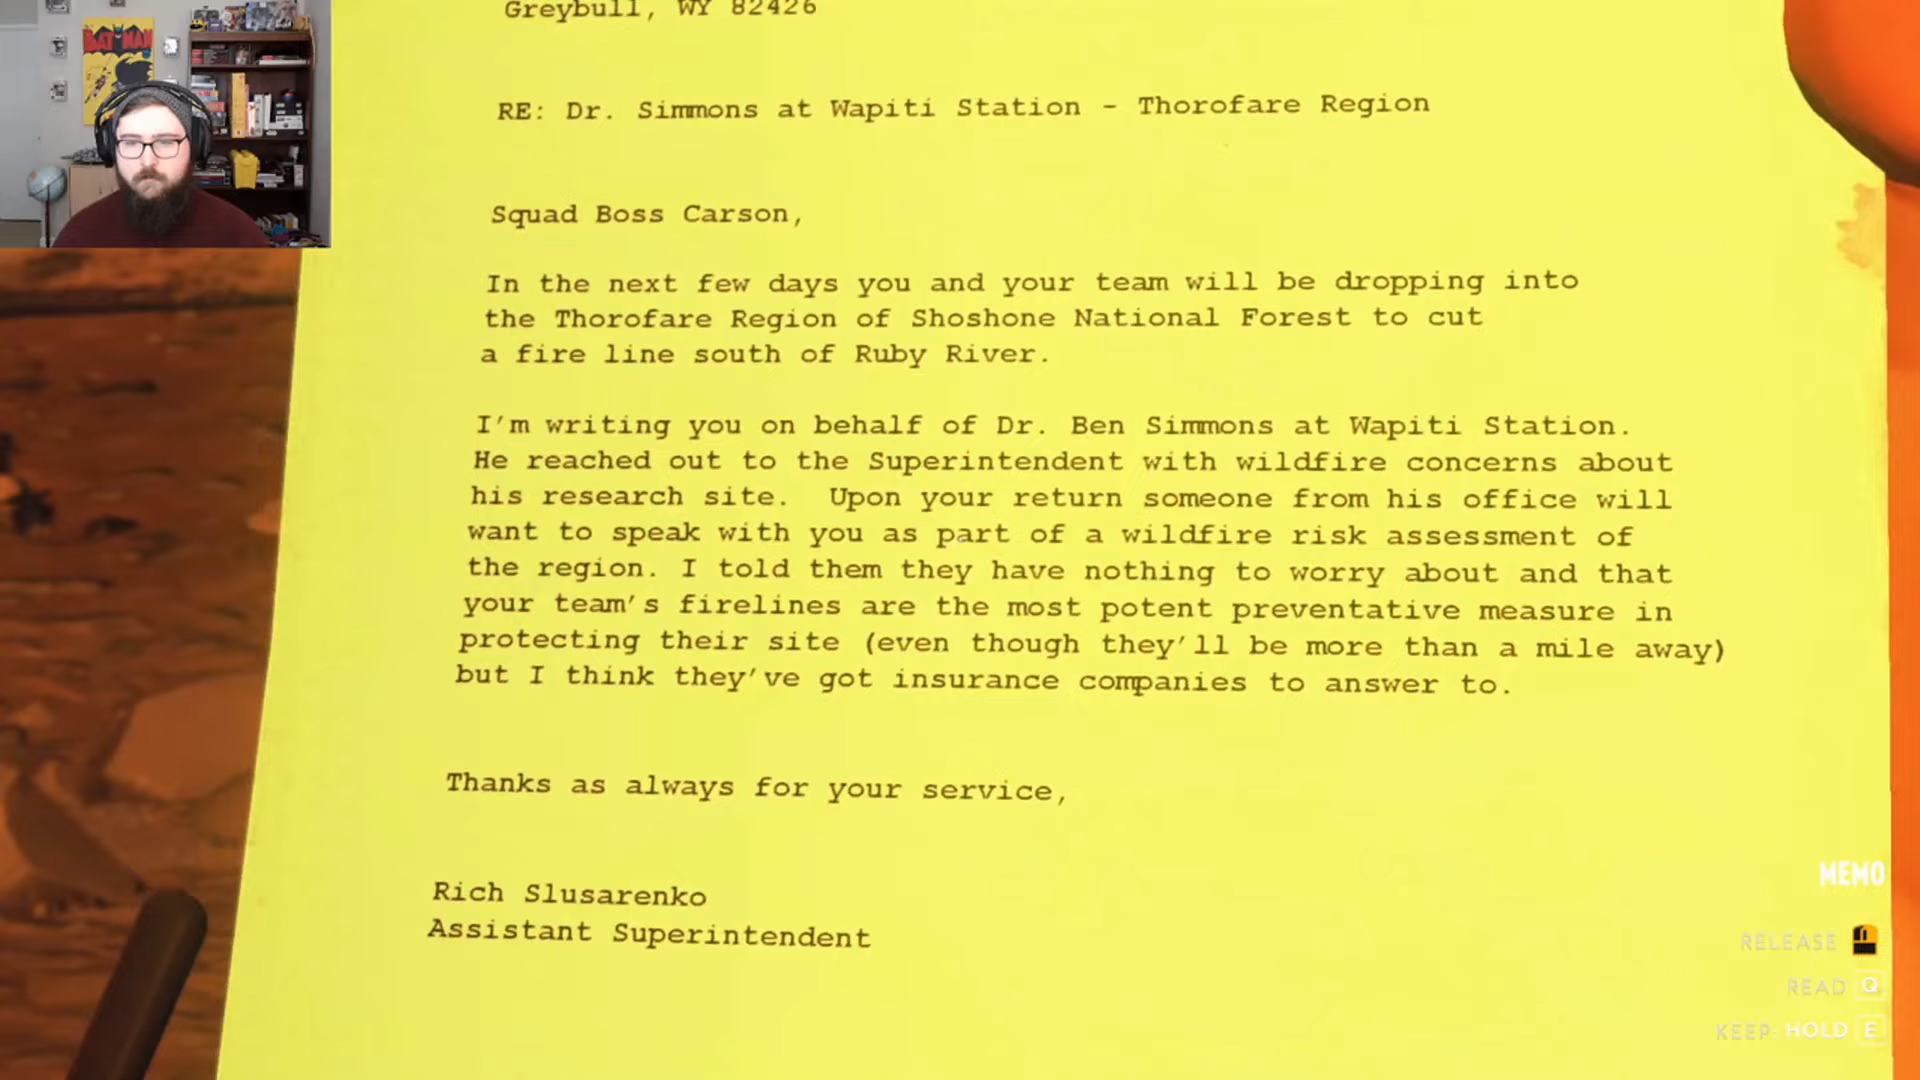 Greybull, WY 82426
BATMAN
RE: Dr. Simmons at Wapiti Station - Thorofare Region
Squad Boss Carson,
In the next few days you and your team will be dropping into
the Thorofare Region of Shoshone National Forest to cut
a fire line south of Ruby River.
I'm writing you on behalf of Dr. Ben Simmons at Wapiti Station.
He reached out to the Superintendent with wildfire concerns about
his research site.  Upon your return someone from his office will
want to speak with you as part of a wildfire risk assessment of
the region. I told them they have nothing to worry about and that
your team's firelines are the most potent preventative measure in
protecting their site (even though they'll be more than a mile away)
but I think they've got insurance companies to answer to.
Thanks as always for your service,
Rich Slusarenko
Assistant Superintendent
MEMO
RELEASE
READ Q
KEEP: HOLD E